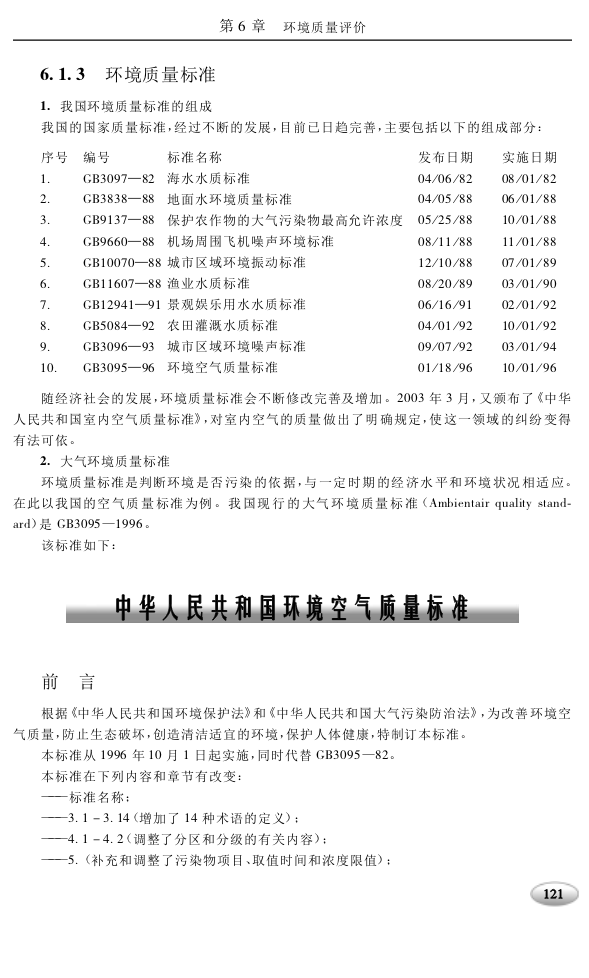 第 6 章 环境质量评价
6.1.3 环境质量标准
1. 我国环境质量标准的组成
我国的国家质量标准,经过不断的发展,目前已日趋完善,主要包括以下的组成部分:
序号 编号 标准名称 发布日期 实施日期
1. GB3097—82 海水水质标准 04/06/82 08/01/82
2. GB3838—88 地面水环境质量标准 04/05/88 06/01/88
3. GB9137—88 保护农作物的大气污染物最高允许浓度 05/25/88 10/01/88
4. GB9660—88 机场周围飞机噪声环境标准 08/11/88 11/01/88
5. GB10070—88 城市区域环境振动标准 12/10/88 07/01/89
6. GB11607—88 渔业水质标准 08/20/89 03/01/90
7. GB12941—91 景观娱乐用水水质标准 06/16/91 02/01/92
8. GB5084—92 农田灌溉水质标准 04/01/92 10/01/92
9. GB3096—93 城市区域环境噪声标准 09/07/92 03/01/94
10. GB3095—96 环境空气质量标准 01/18/96 10/01/96
随经济社会的发展,环境质量标准会不断修改完善及增加。2003 年 3 月,又颁布了《中华
人民共和国室内空气质量标准》,对室内空气的质量做出了明确规定,使这一领域的纠纷变得
有法可依。
2. 大气环境质量标准
环境质量标准是判断环境是否污染的依据,与一定时期的经济水平和环境状况相适应。
在此以我国的空气质量标准为例。我国现行的大气环境质量标准(Ambientair quality stand-
ard)是 GB3095—1996。
该标准如下:
中华人民共和国环境空气质量标准
前 言
根据《中华人民共和国环境保护法》和《中华人民共和国大气污染防治法》,为改善环境空
气质量,防止生态破坏,创造清洁适宜的环境,保护人体健康,特制订本标准。
本标准从 1996 年 10 月 1 日起实施,同时代替 GB3095—82。
本标准在下列内容和章节有改变:
——标准名称;
——3.1-3.14(增加了 14 种术语的定义);
——4.1-4.2(调整了分区和分级的有关内容);
——5.(补充和调整了污染物项目、取值时间和浓度限值);
121